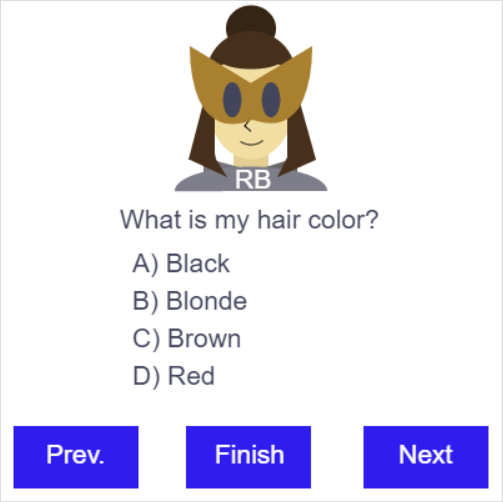 RB
What is my hair color?
A) Black
B) Blonde
C) Brown
D) Red
Prev. Finish Next